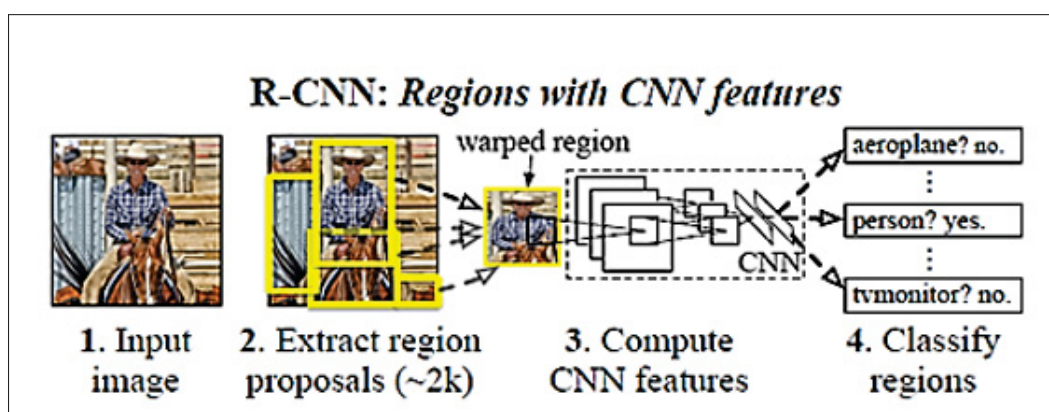 R-CNN: Regions with CNN features
warped region
aeroplane? no.
person? yes.
CNN
tvmonitor? no.
1. Input
image
2. Extract region
proposals (~2k)
3. Compute
CNN features
4. Classify
regions